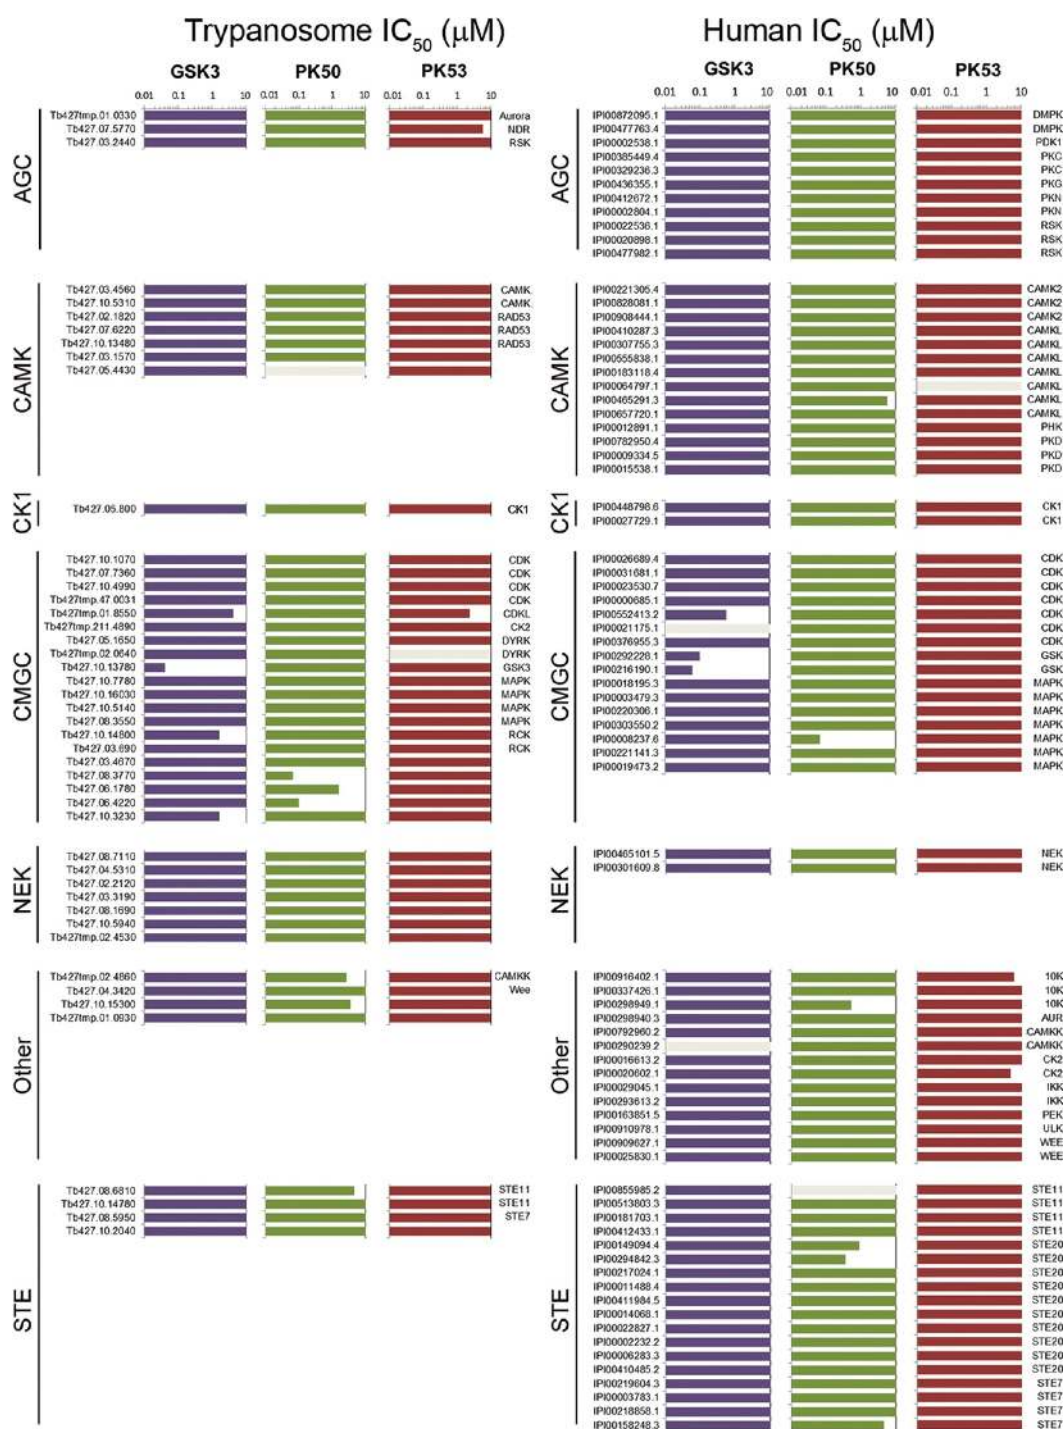 Trypanosome IC50 (μM)
Human IC50 (μM)
GSK3 PK50 PK53
GSK3 PK50 PK53
0.01 0.1 1 10 0.01 0.1 1 10 0.01 0.1 1 10
0.01 0.1 1 10 0.01 0.1 1 10 0.01 0.1 1 10
AGC
Tb427tmp.01.0330 Aurora
Tb427.07.5770 NDR
Tb427.03.2440 RSK
CAMK
Tb427.03.4560 CAMK
Tb427.10.5310 CAMK
Tb427.02.1820 RAD53
Tb427.07.6220 RAD53
Tb427.10.13480 RAD53
Tb427.03.1570
Tb427.05.4430
CK1
Tb427.05.800 CK1
CMGC
Tb427.10.1070 CDK
Tb427.07.7360 CDK
Tb427.10.4990 CDK
Tb427tmp.47.0031 CDK
Tb427tmp.01.8550 CDKL
Tb427tmp.211.4890 CK2
Tb427.05.1650 DYRK
Tb427tmp.02.0640 DYRK
Tb427.10.13780 GSK3
Tb427.10.7780 MAPK
Tb427.10.16030 MAPK
Tb427.10.5140 MAPK
Tb427.08.3550 MAPK
Tb427.10.14800 RCK
Tb427.03.690 RCK
Tb427.03.4670
Tb427.08.3770
Tb427.06.1780
Tb427.06.4220
Tb427.10.3230
NEK
Tb427.08.7110
Tb427.04.5310
Tb427.02.2120
Tb427.03.3190
Tb427.08.1690
Tb427.10.5940
Tb427tmp.02.4530
Other
Tb427tmp.02.4860 CAMKK
Tb427.04.3420 Wee
Tb427.10.15300
Tb427tmp.01.0930
STE
Tb427.08.6810 STE11
Tb427.10.14780 STE11
Tb427.08.5950 STE7
Tb427.10.2040
AGC
IPI00872095.1 DMPK
IPI00477763.4 DMPK
IPI00002538.1 PDK1
IPI00385449.4 PKC
IPI00329236.3 PKC
IPI00436355.1 PKG
IPI00412672.1 PKN
IPI00002804.1 PKN
IPI00022536.1 RSK
IPI00020898.1 RSK
IPI00477982.1 RSK
CAMK
IPI00221305.4 CAMK2
IPI00828081.1 CAMK2
IPI00908444.1 CAMK2
IPI00410287.3 CAMKL
IPI00307755.3 CAMKL
IPI00555838.1 CAMKL
IPI00183118.4 CAMKL
IPI00064797.1 CAMKL
IPI00465291.3 CAMKL
IPI00657720.1 CAMKL
IPI00012891.1 PHK
IPI00782950.4 PKD
IPI00009334.5 PKD
IPI00015538.1 PKD
CK1
IPI00448798.6 CK1
IPI00027729.1 CK1
CMGC
IPI00026689.4 CDK
IPI00031681.1 CDK
IPI00023530.7 CDK
IPI00000685.1 CDK
IPI00552413.2 CDK
IPI00021175.1 CDK
IPI00376955.3 CDK
IPI00292228.1 GSK
IPI00216190.1 GSK
IPI00018195.3 MAPK
IPI00003479.3 MAPK
IPI00220306.1 MAPK
IPI00303550.2 MAPK
IPI00008237.6 MAPK
IPI00221141.3 MAPK
IPI00019473.2 MAPK
NEK
IPI00465101.5 NEK
IPI00301609.8 NEK
Other
IPI00916402.1 10K
IPI00337426.1 10K
IPI00298949.1 10K
IPI00298940.3 AUR
IPI00792960.2 CAMKK
IPI00290239.2 CAMKK
IPI00016613.2 CK2
IPI00020602.1 CK2
IPI00029045.1 IKK
IPI00293613.2 IKK
IPI00163851.5 PEK
IPI00910978.1 ULK
IPI00909627.1 WEE
IPI00025830.1 WEE
STE
IPI00855985.2 STE11
IPI00513803.3 STE11
IPI00181703.1 STE11
IPI00412433.1 STE11
IPI00149094.4 STE20
IPI00294842.3 STE20
IPI00217024.1 STE20
IPI00011488.4 STE20
IPI00411984.5 STE20
IPI00014068.1 STE20
IPI00022827.1 STE20
IPI00002232.2 STE20
IPI00006283.3 STE20
IPI00410485.2 STE20
IPI00219604.3 STE7
IPI00003783.1 STE7
IPI00218858.1 STE7
IPI00158248.3 STE7